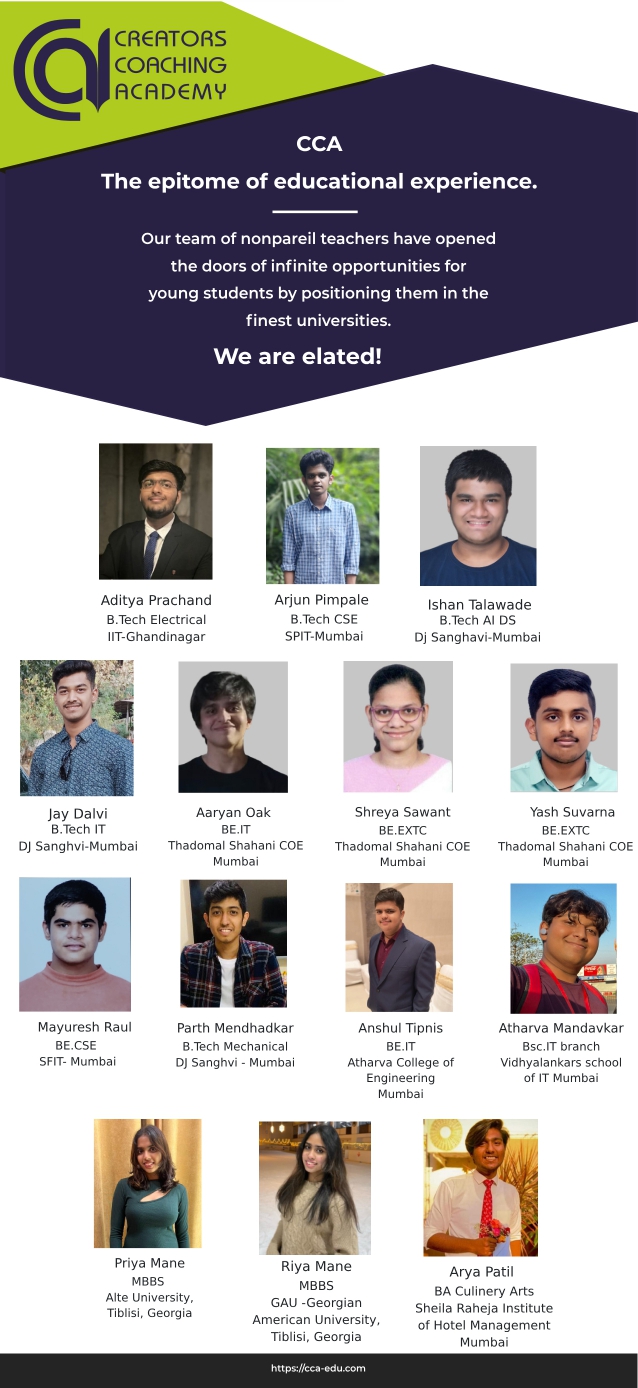 CREATORS
COACHING
ACADEMY
CCA
The epitome of educational experience.
Our team of nonpareil teachers have opened
the doors of infinite opportunities for
young students by positioning them in the
finest universities.
We are elated!
Aditya Prachand
B.Tech Electrical
IIT-Ghandinagar
Arjun Pimpale
B.Tech CSE
SPIT-Mumbai
Ishan Talawade
B.Tech AI DS
Dj Sanghavi-Mumbai
Jay Dalvi
B.Tech IT
DJ Sanghvi-Mumbai
Aaryan Oak
BE.IT
Thadomal Shahani COE
Mumbai
Shreya Sawant
BE.EXTC
Thadomal Shahani COE
Mumbai
Yash Suvarna
BE.EXTC
Thadomal Shahani COE
Mumbai
Mayuresh Raul
BE.CSE
SFIT- Mumbai
Parth Mendhadkar
B.Tech Mechanical
DJ Sanghvi - Mumbai
Anshul Tipnis
BE.IT
Atharva College of
Engineering
Mumbai
Atharva Mandavkar
Bsc.IT branch
Vidhyalankars school
of IT Mumbai
Priya Mane
MBBS
Alte University,
Tiblisi, Georgia
Riya Mane
MBBS
GAU -Georgian
American University,
Tiblisi, Georgia
Arya Patil
BA Culinery Arts
Sheila Raheja Institute
of Hotel Management
Mumbai
https://cca-edu.com